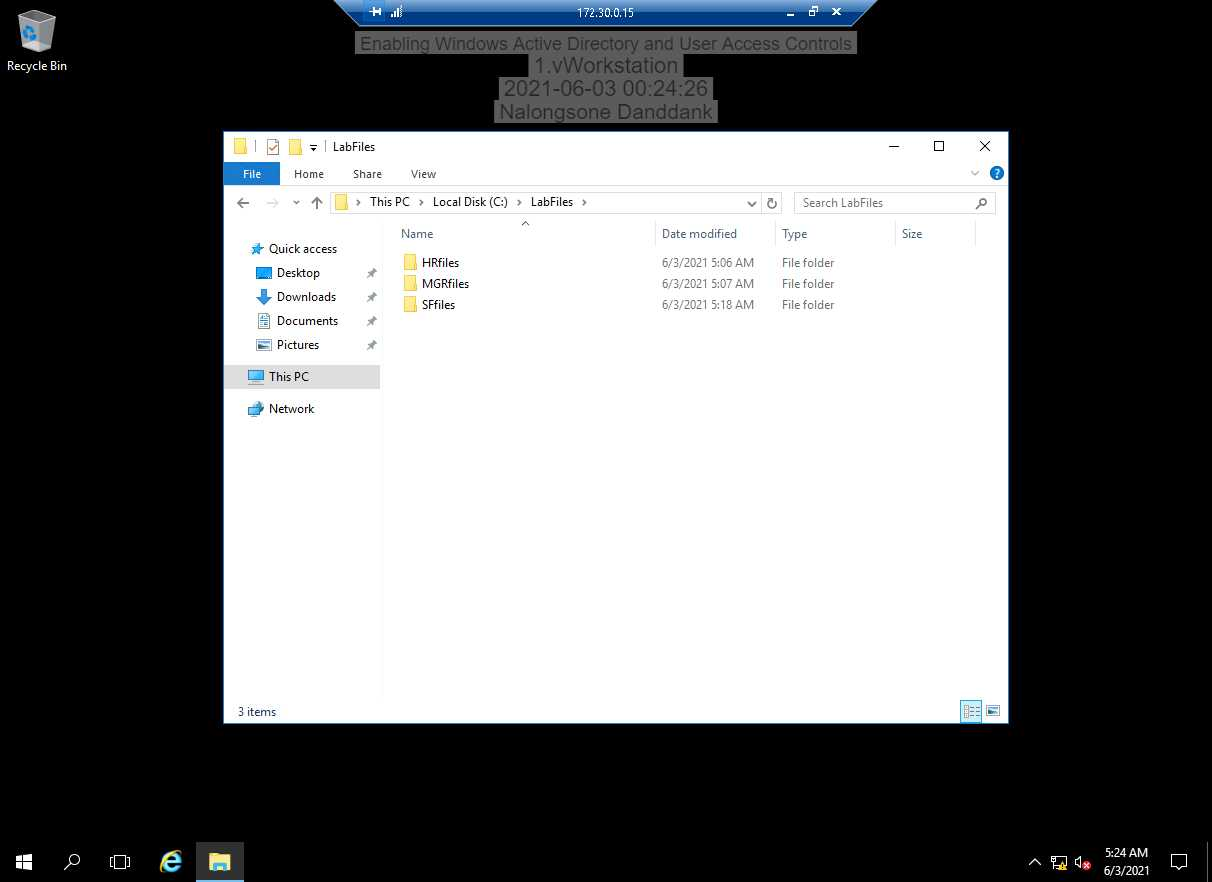 172.30.0.15
Recycle Bin
Enabling Windows Active Directory and User Access Controls
1.vWorkstation
2021-06-03 00:24:26
Nalongsone Danddank
LabFiles
File Home Share View
This PC Local Disk (C:) LabFiles
Search LabFiles
Name Date modified Type Size
Quick access
Desktop
Downloads
Documents
Pictures
This PC
Network
HRfiles 6/3/2021 5:06 AM File folder
MGRfiles 6/3/2021 5:07 AM File folder
SFfiles 6/3/2021 5:18 AM File folder
3 items
5:24 AM
6/3/2021